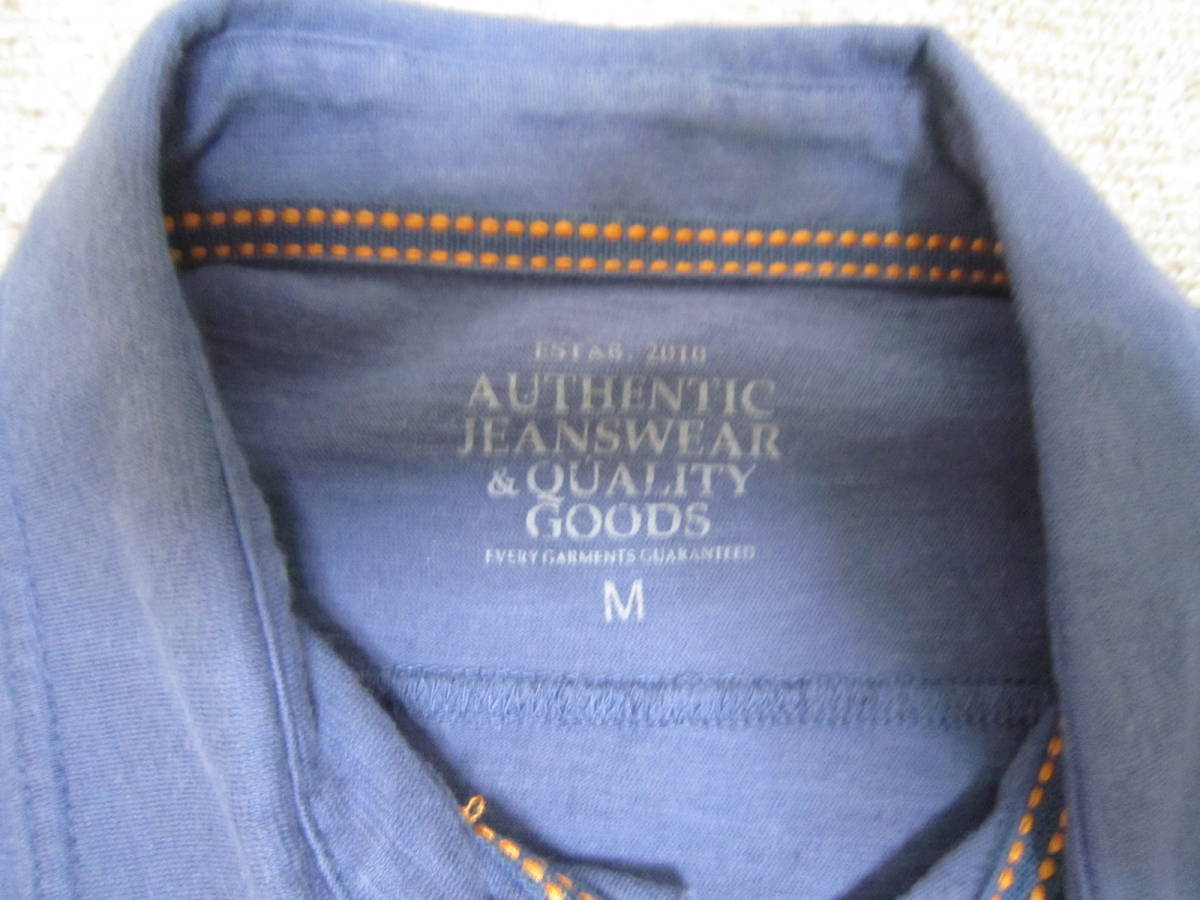 ESTAB. 2010
AUTHENTIC
JEANSWEAR
& QUALITY
GOODS
EVERY GARMENTS GUARANTEED
M